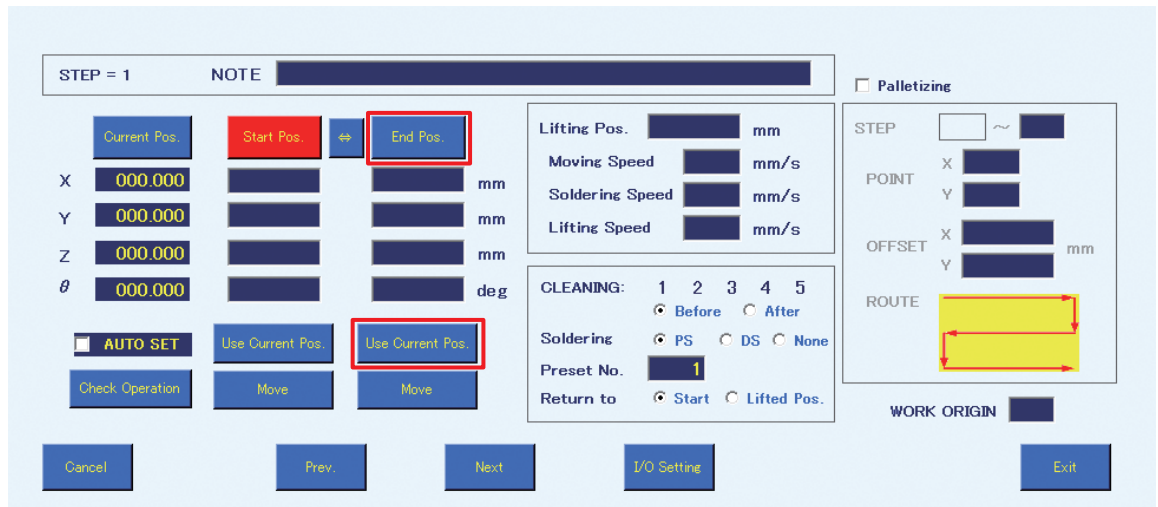 STEP = 1 NOTE
Palletizing
Current Pos. Start Pos. ⇔ End Pos.
X 000.000 mm
Y 000.000 mm
Z 000.000 mm
θ 000.000 deg
AUTO SET Use Current Pos. Use Current Pos.
Check Operation Move Move
Lifting Pos. mm
Moving Speed mm/s
Soldering Speed mm/s
Lifting Speed mm/s
CLEANING: 1 2 3 4 5
Before After
Soldering PS DS None
Preset No. 1
Return to Start Lifted Pos.
STEP ~
POINT X
Y
OFFSET X
Y mm
ROUTE
WORK ORIGIN
Cancel Prev. Next I/O Setting Exit